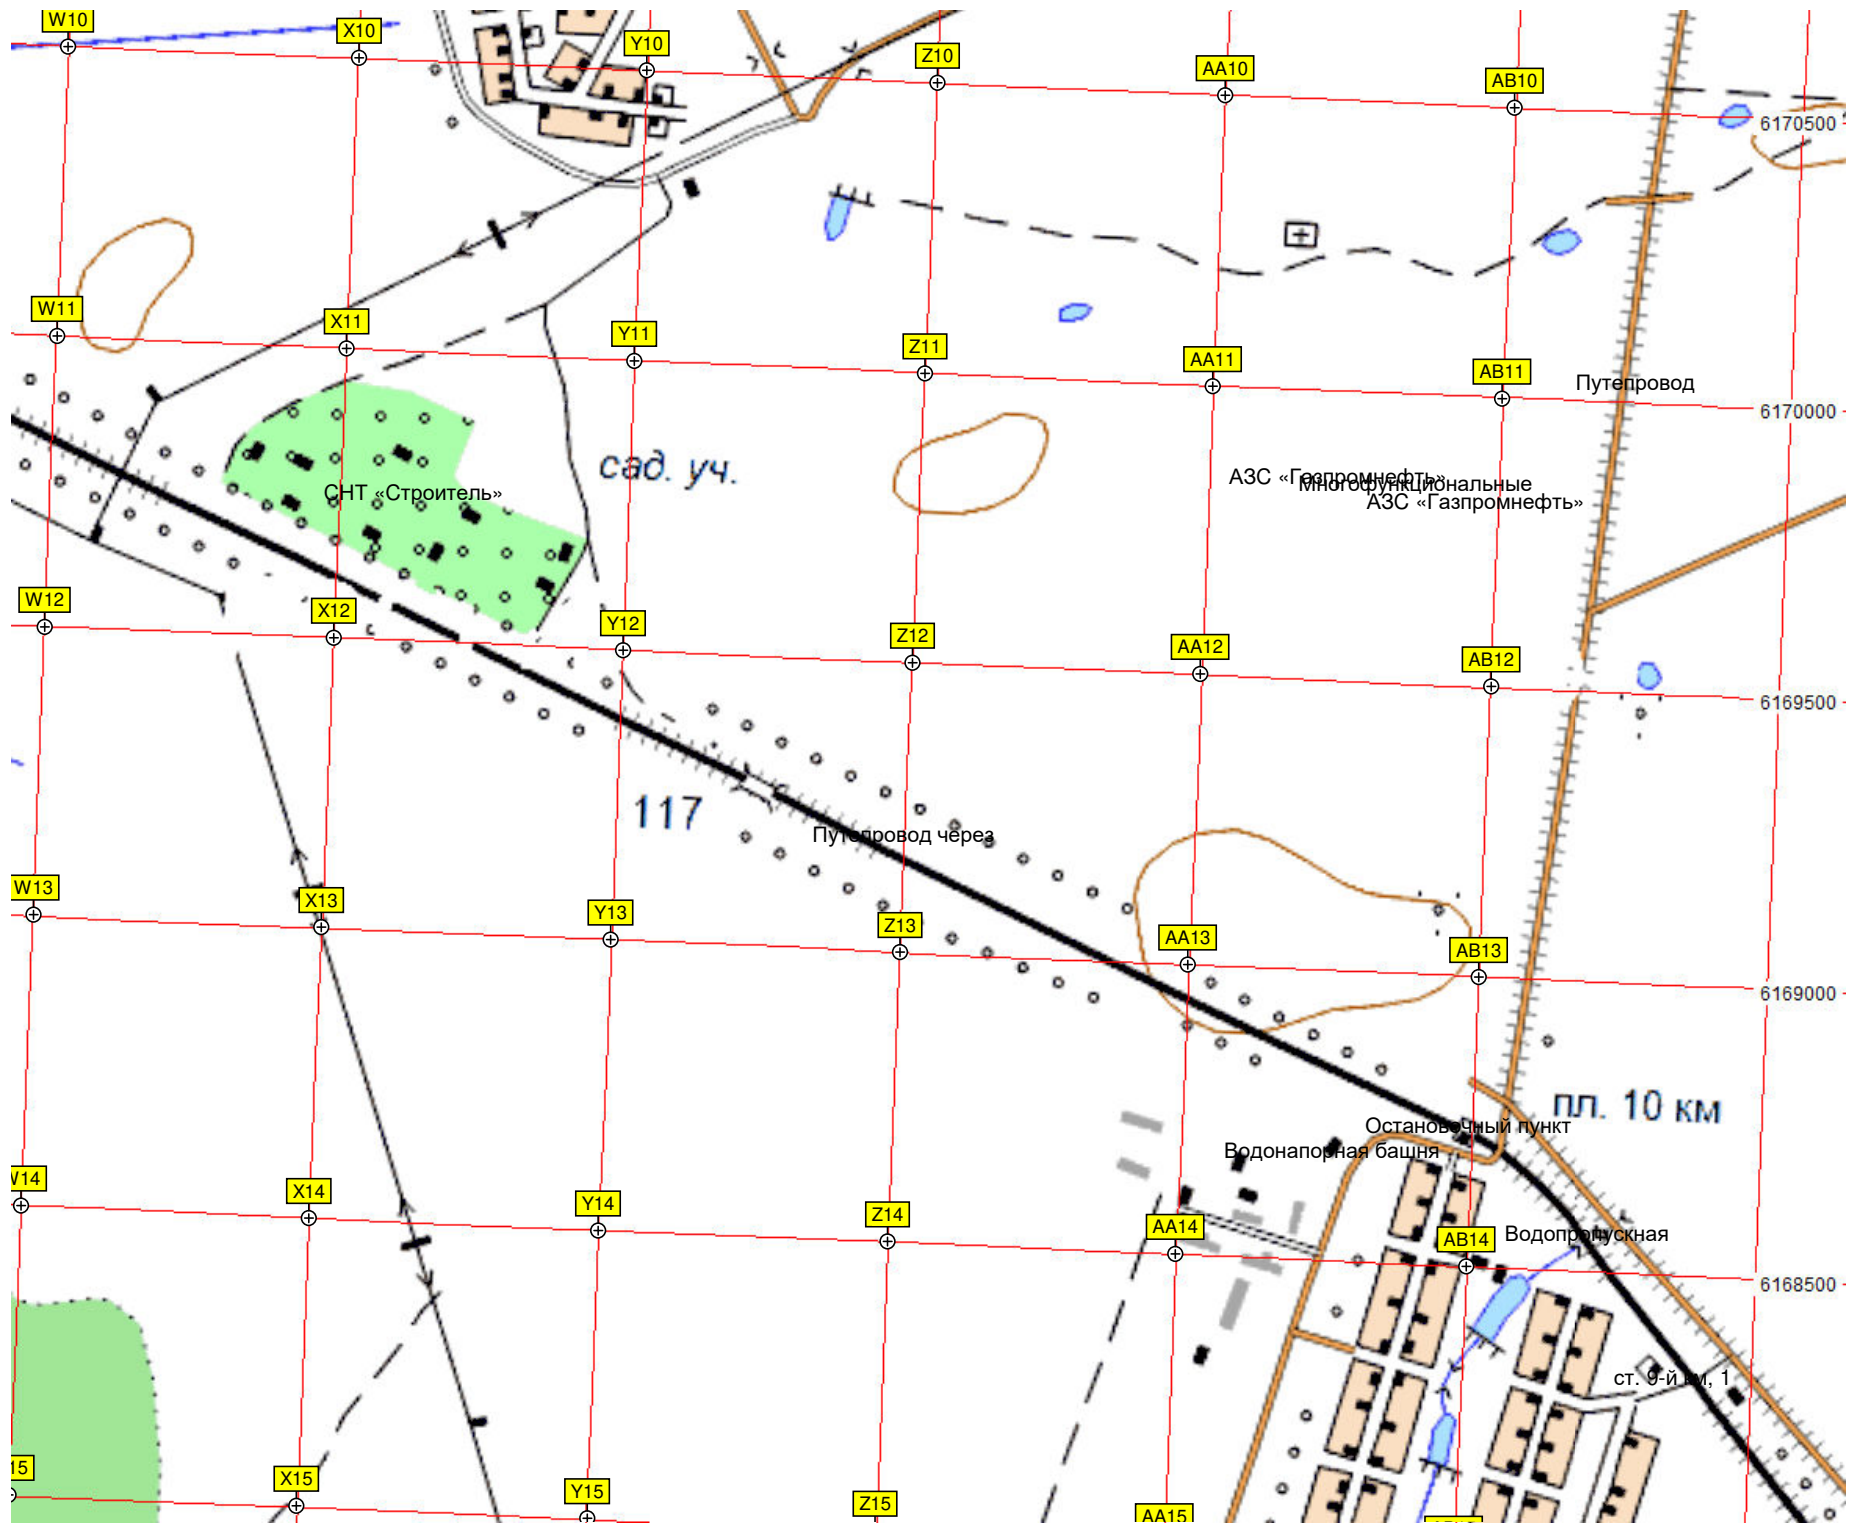 W10
X10
Y10
Z10
AA10
AB10
6170500
W11
X11
Y11
Z11
AA11
AB11
Путепровод
6170000
сад. уч.
СНТ «Строитель»
АЗС «Газпромнефть»
Многофункциональные
АЗС «Газпромнефть»
W12
X12
Y12
Z12
AA12
AB12
6169500
117
Путепровод через
W13
X13
Y13
Z13
AA13
AB13
6169000
пл. 10 км
Остановочный пункт
Водонапорная башня
W14
X14
Y14
Z14
AA14
AB14
Водопропускная
6168500
ст. 9-й км, 1
15
X15
Y15
Z15
AA15